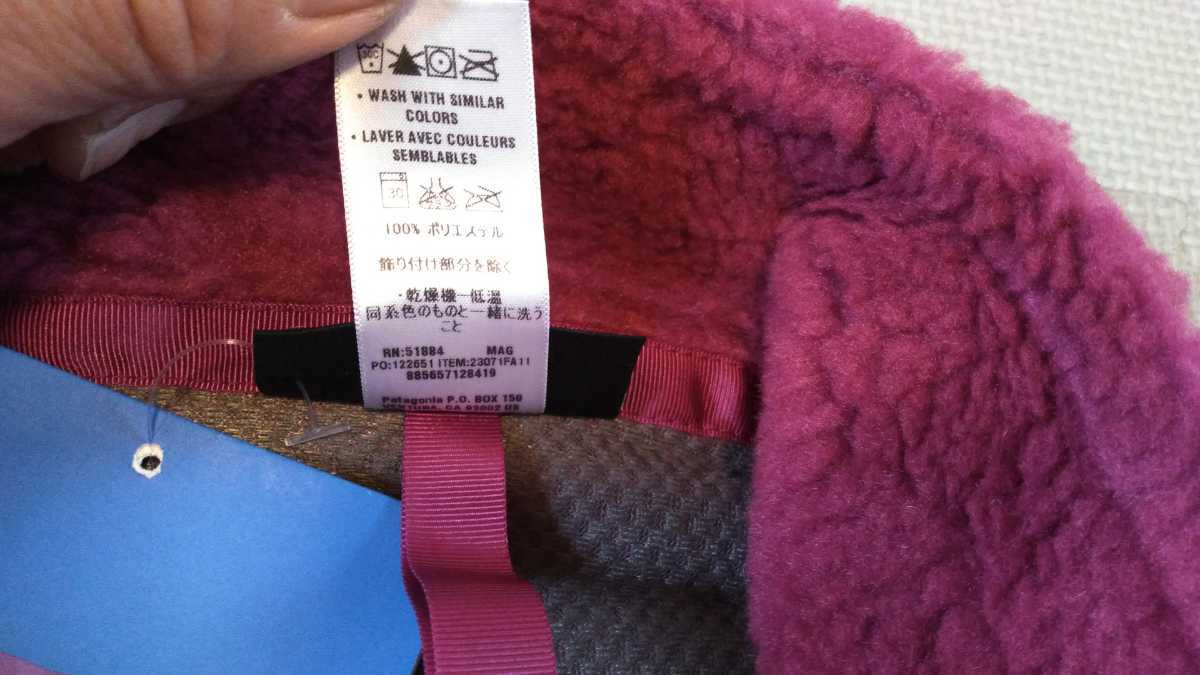 30C
• WASH WITH SIMILAR
COLORS
• LAVER AVEC COULEURS
SEMBLABLES
30
100% ポリエステル
飾り付け部分を除く
・乾燥機ー低温
同系色のものと一緒に洗う
こと
RN:51884 MAG
PO:122651 ITEM:23071FA11
885657128419
Patagonia P.O. BOX 150
VENTURA, CA 93002 US